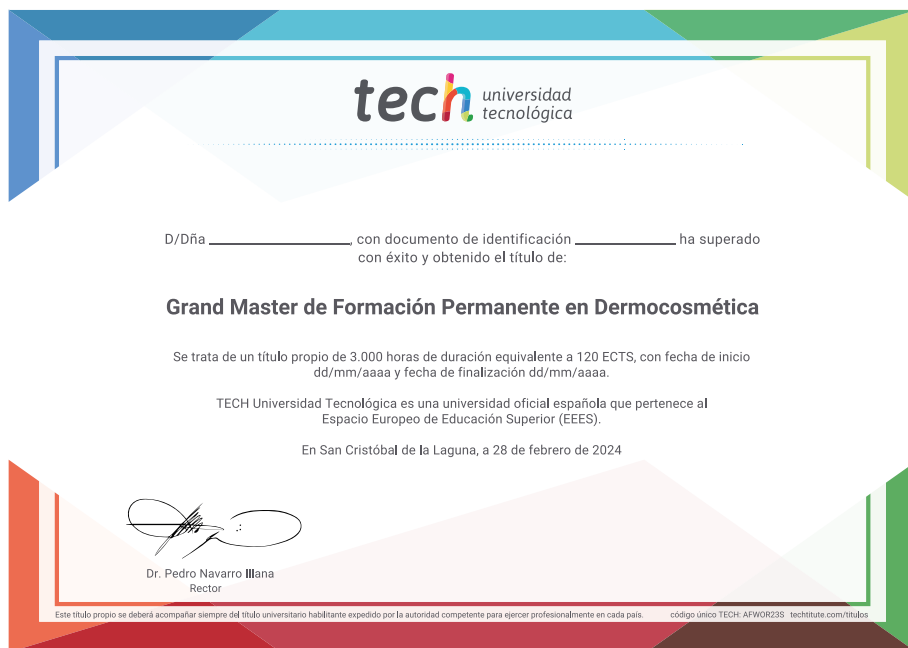 tech universidad
tecnológica
D/Dña ______________, con documento de identificación __________ ha superado
con éxito y obtenido el título de:
Grand Master de Formación Permanente en Dermocosmética
Se trata de un título propio de 3.000 horas de duración equivalente a 120 ECTS, con fecha de inicio
dd/mm/aaaa y fecha de finalización dd/mm/aaaa.
TECH Universidad Tecnológica es una universidad oficial española que pertenece al
Espacio Europeo de Educación Superior (EEES).
En San Cristóbal de la Laguna, a 28 de febrero de 2024
Dr. Pedro Navarro Illana
Rector
Este título propio se deberá acompañar siempre del título universitario habilitante expedido por la autoridad competente para ejercer profesionalmente en cada país. código único TECH: AFWOR23S techtitute.com/titulos